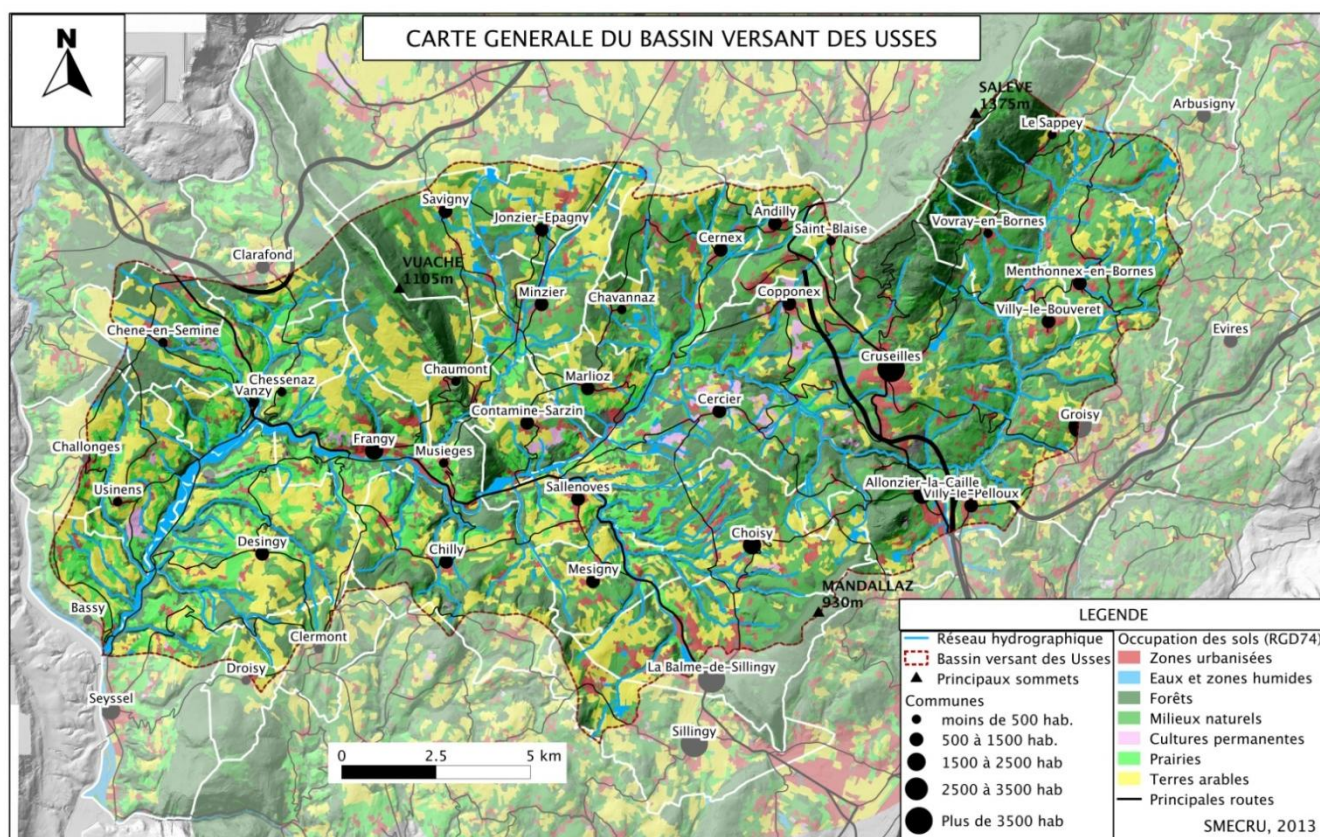 CARTE GENERALE DU BASSIN VERSANT DES USSES
N
SALEVE
1375m
Arbusigny
Le Sappey
Savigny
Jonzier-Epagny
Andilly
Saint-Blaise
Vovray-en-Bornes
Cernex
Clarafond
VUACHE
1105m
Menthonnex-en-Bornes
Minzier
Chavannaz
Copponex
Villy-le-Bouveret
Evires
Chene-en-Semine
Cruseilles
Chaumont
Marlioz
Chessenaz
Vanzy
Contamine-Sarzin
Cercier
Groisy
Challonges
Frangy
Musieges
Usinens
Sallenoves
Allonzier-la-Caille
Villy-le-Pelloux
Desingy
Chilly
Choisy
Mesigny
MANDALLAZ
930m
Bassy
Clermont
Droisy
La Balme-de-Sillingy
Seyssel
Sillingy
0 2.5 5 km
LEGENDE
Réseau hydrographique
Bassin versant des Usses
Principaux sommets
Communes
moins de 500 hab.
500 à 1500 hab.
1500 à 2500 hab
2500 à 3500 hab
Plus de 3500 hab
Occupation des sols (RGD74)
Zones urbanisées
Eaux et zones humides
Forêts
Milieux naturels
Cultures permanentes
Prairies
Terres arables
Principales routes
SMECRU, 2013